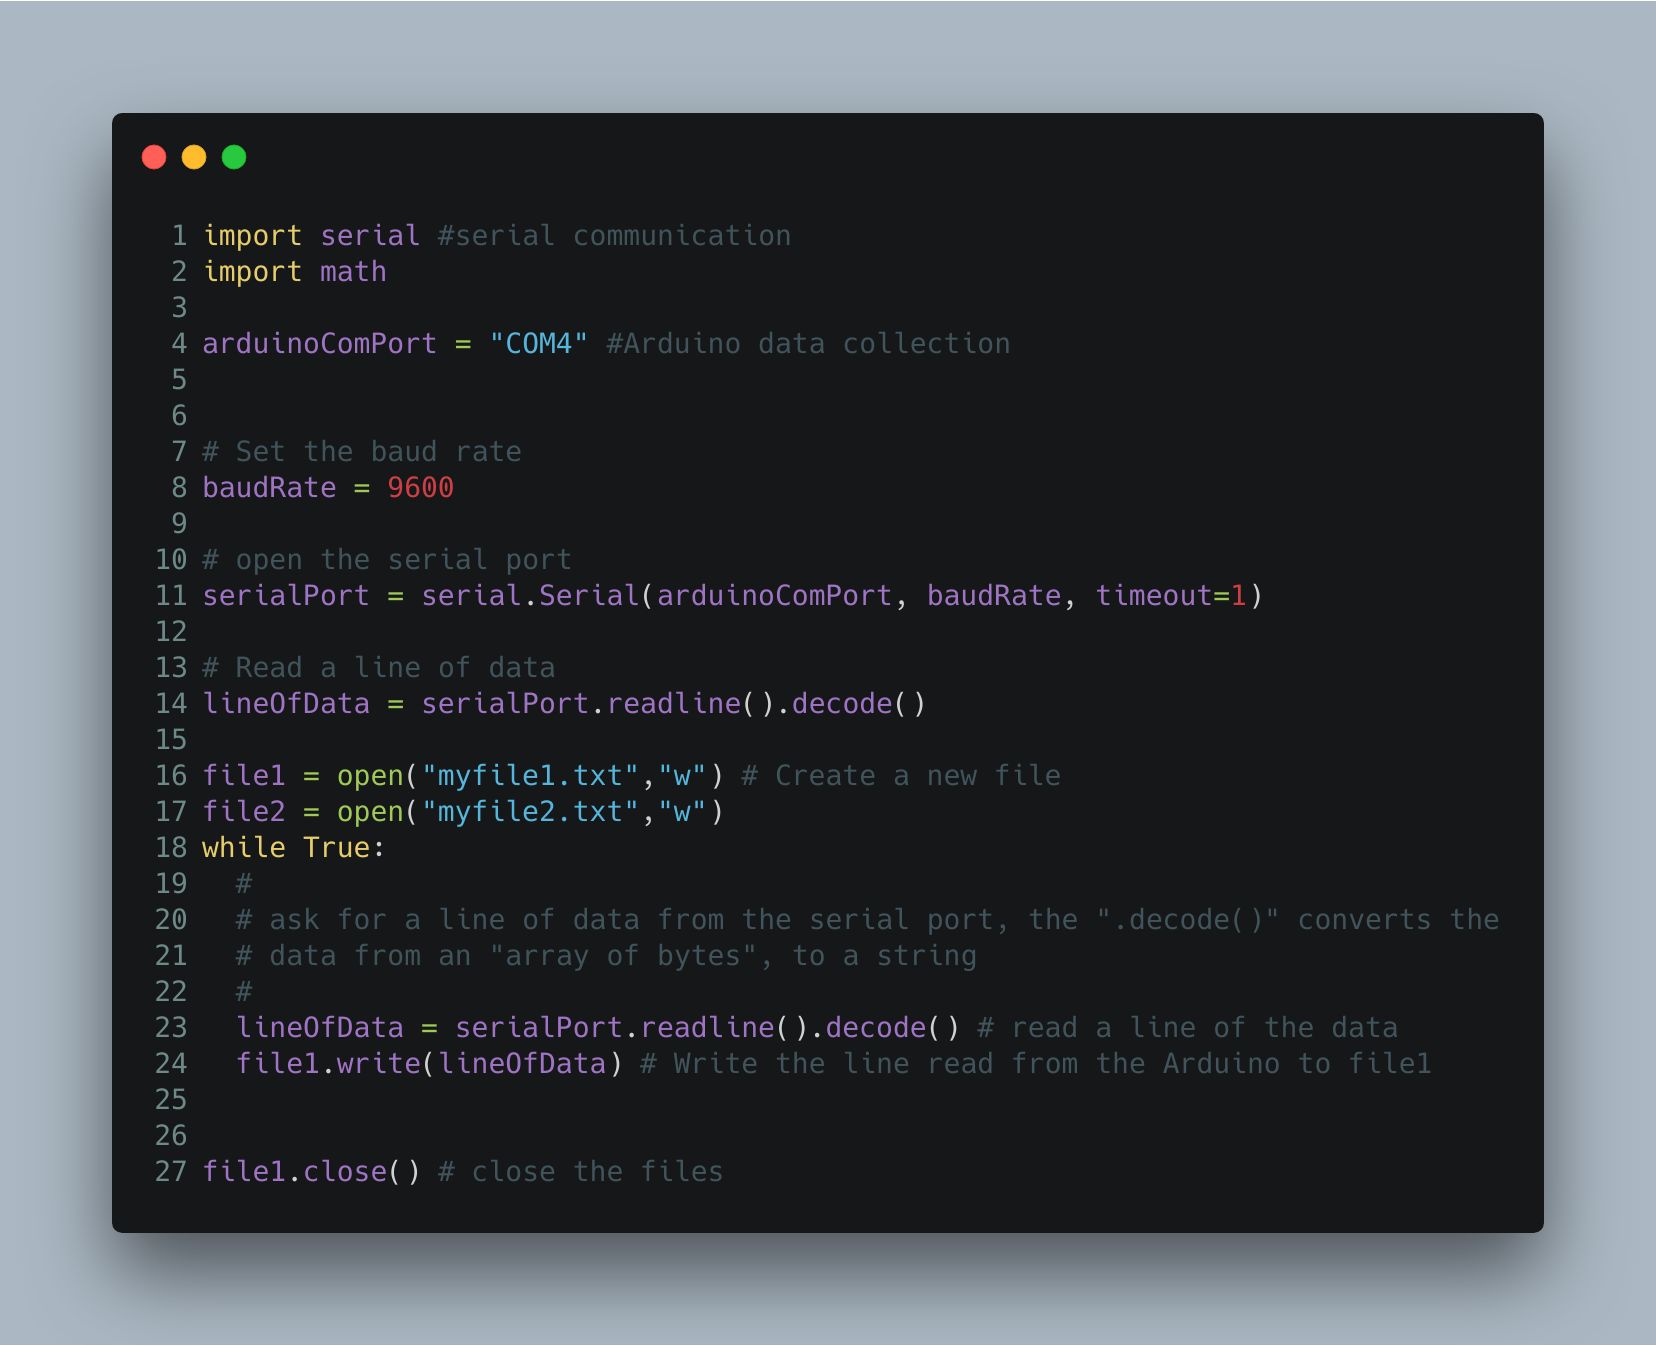 1 import serial #serial communication
2 import math
3
4 arduinoComPort = "COM4" #Arduino data collection
5
6
7 # Set the baud rate
8 baudRate = 9600
9
10 # open the serial port
11 serialPort = serial.Serial(arduinoComPort, baudRate, timeout=1)
12
13 # Read a line of data
14 lineOfData = serialPort.readline().decode()
15
16 file1 = open("myfile1.txt","w") # Create a new file
17 file2 = open("myfile2.txt","w")
18 while True:
19   #
20   # ask for a line of data from the serial port, the ".decode()" converts the
21   # data from an "array of bytes", to a string
22   #
23   lineOfData = serialPort.readline().decode() # read a line of the data
24   file1.write(lineOfData) # Write the line read from the Arduino to file1
25
26
27 file1.close() # close the files